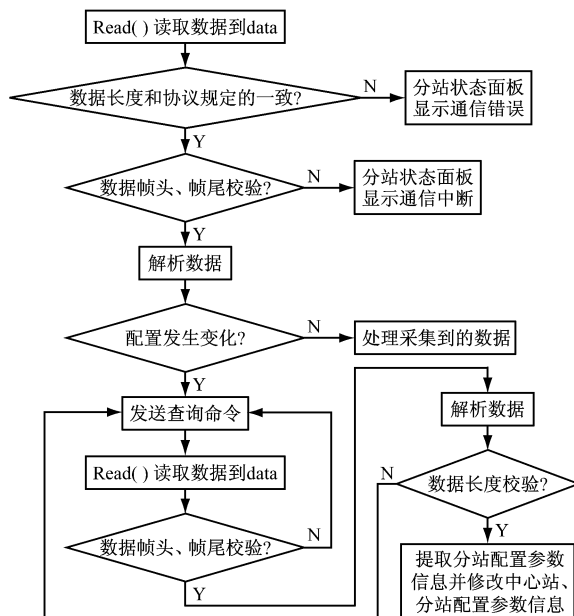 Read( ) 读取数据到data
数据长度和协议规定的一致?
N
分站状态面板
显示通信错误
Y
数据帧头、帧尾校验?
N
分站状态面板
显示通信中断
Y
解析数据
配置发生变化?
N
处理采集到的数据
Y
发送查询命令
Read( ) 读取数据到data
数据帧头、帧尾校验?
N
Y
解析数据
数据长度校验?
N
Y
提取分站配置参数
信息并修改中心站、
分站配置参数信息